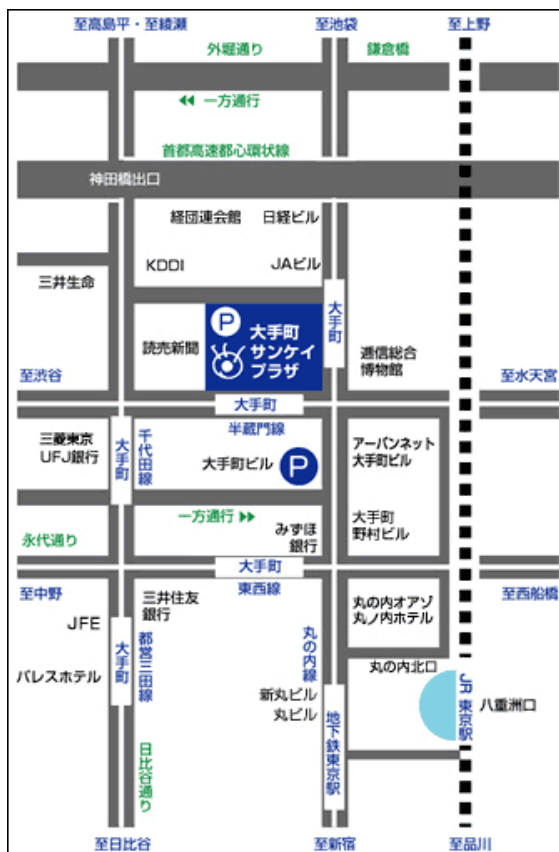 至高島平・至綾瀬
至池袋
至上野
外堀通り
鎌倉橋
一方通行
首都高速都心環状線
神田橋出口
経団連会館
日経ビル
KDDI
JAビル
三井生命
大手町
P
大手町
サンケイ
プラザ
読売新聞
逓信総合
博物館
至渋谷
至水天宮
大手町
半蔵門線
三菱東京
UFJ銀行
大手町
千代田線
大手町ビル
P
アーバンネット
大手町ビル
一方通行
みずほ
銀行
大手町
野村ビル
永代通り
大手町
東西線
至中野
至西船橋
三井住友
銀行
丸の内オアゾ
丸ノ内ホテル
JFE
大手町
都営三田線
丸の内線
パレスホテル
丸の内北口
新丸ビル
丸ビル
地下鉄東京駅
JR東京駅
八重洲口
日比谷通り
至日比谷
至新宿
至品川